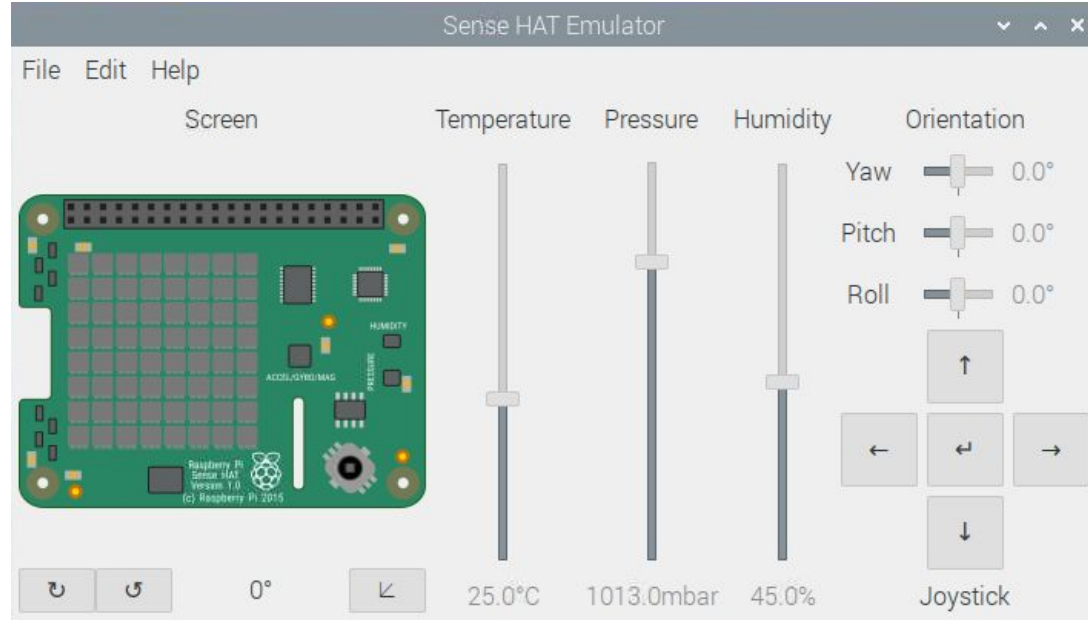 Sense HAT Emulator
File Edit Help
Screen
Temperature
Pressure
Humidity
Orientation
Yaw 0.0°
Pitch 0.0°
Roll 0.0°
HUMIDITY
PRESSURE
ACCEL/GYRO/MAG
Raspberry Pi
Sense HAT
Version 1.0
(c) Raspberry Pi 2015
0°
25.0°C
1013.0mbar
45.0%
Joystick